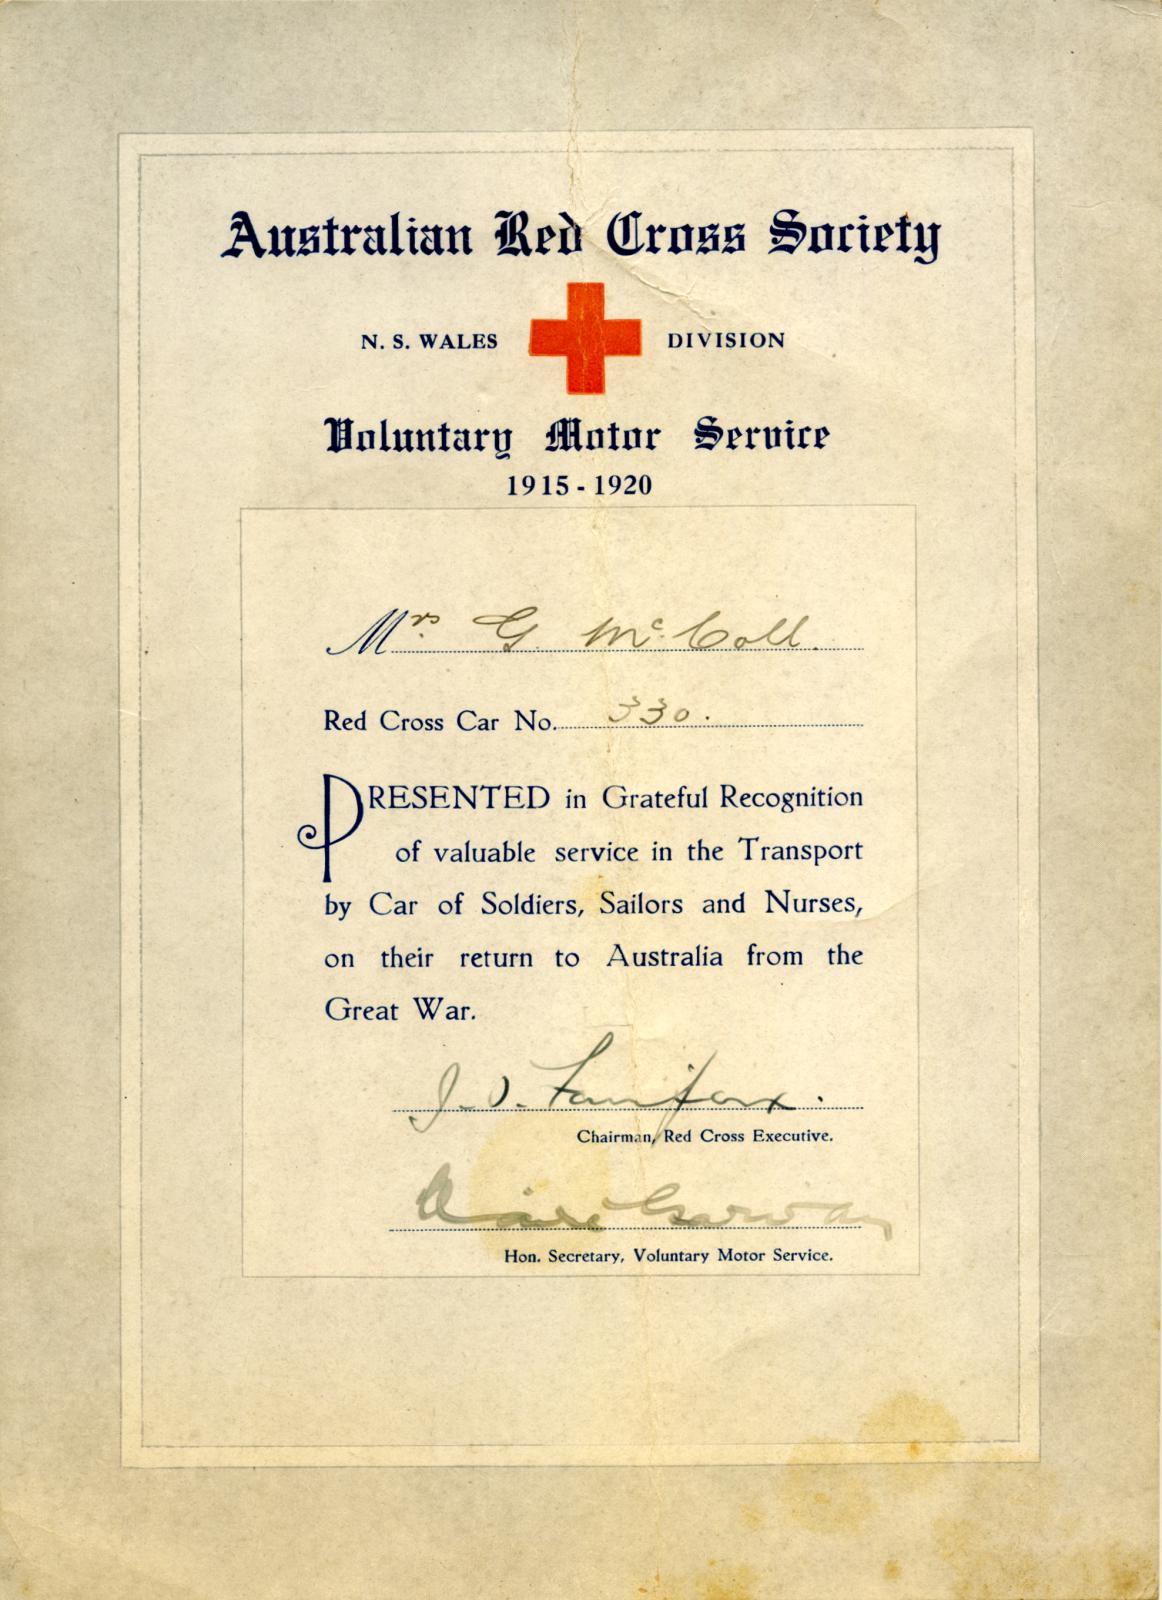 Australian Red Cross Society
N. S. WALES DIVISION
Voluntary Motor Service
1915 - 1920
Mrs. G. McColl.
Red Cross Car No. 330.
PRESENTED in Grateful Recognition
of valuable service in the Transport
by Car of Soldiers, Sailors and Nurses,
on their return to Australia from the
Great War.
J. O. Fairfax.
Chairman, Red Cross Executive.
Hon. Secretary, Voluntary Motor Service.